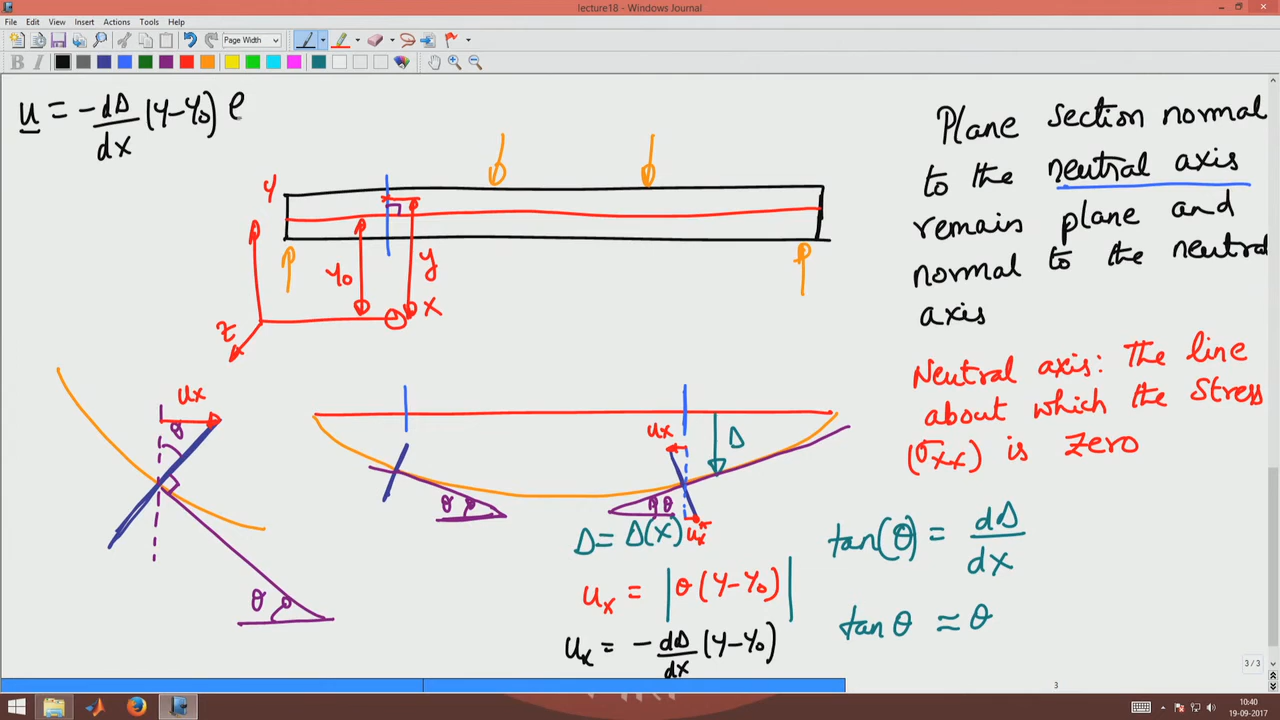 lecture18 - Windows Journal
File Edit View Insert Actions Tools Help
Page Width
u = -dΔ/dx (y-y₀) e
Plane section normal
to the neutral axis
remain plane and
normal to the neutral
axis
Neutral axis: The line
about which the stress
(σxx) is zero
y
y₀
y
x
z
ux
θ
θ
ux
Δ
θ
θ
ux
Δ = Δ(x)
ux = |θ(y-y₀)|
ux = -dΔ/dx (y-y₀)
tan(θ) = dΔ/dx
tanθ ≈ θ
3/3
3
10:40
19-09-2017